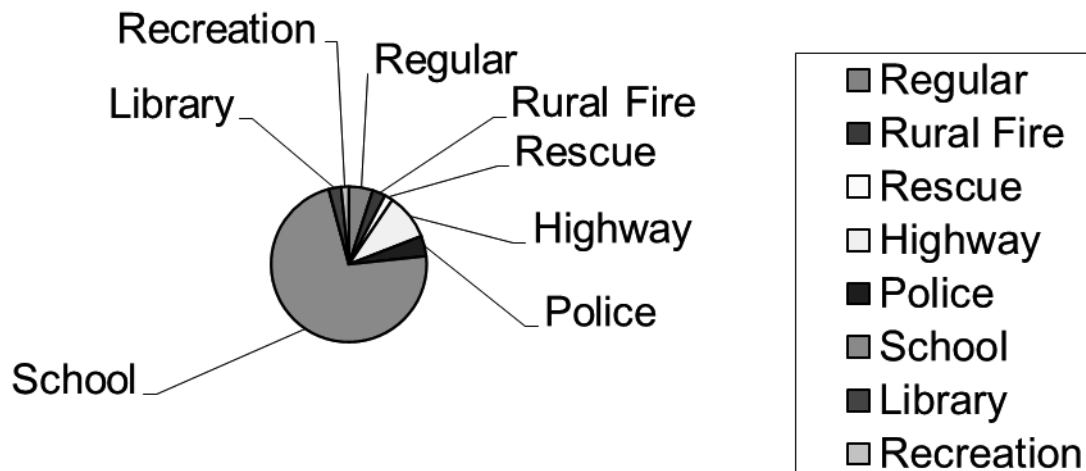 Recreation
Regular
Library
Rural Fire
Rescue
Highway
Police
School
Regular
Rural Fire
Rescue
Highway
Police
School
Library
Recreation